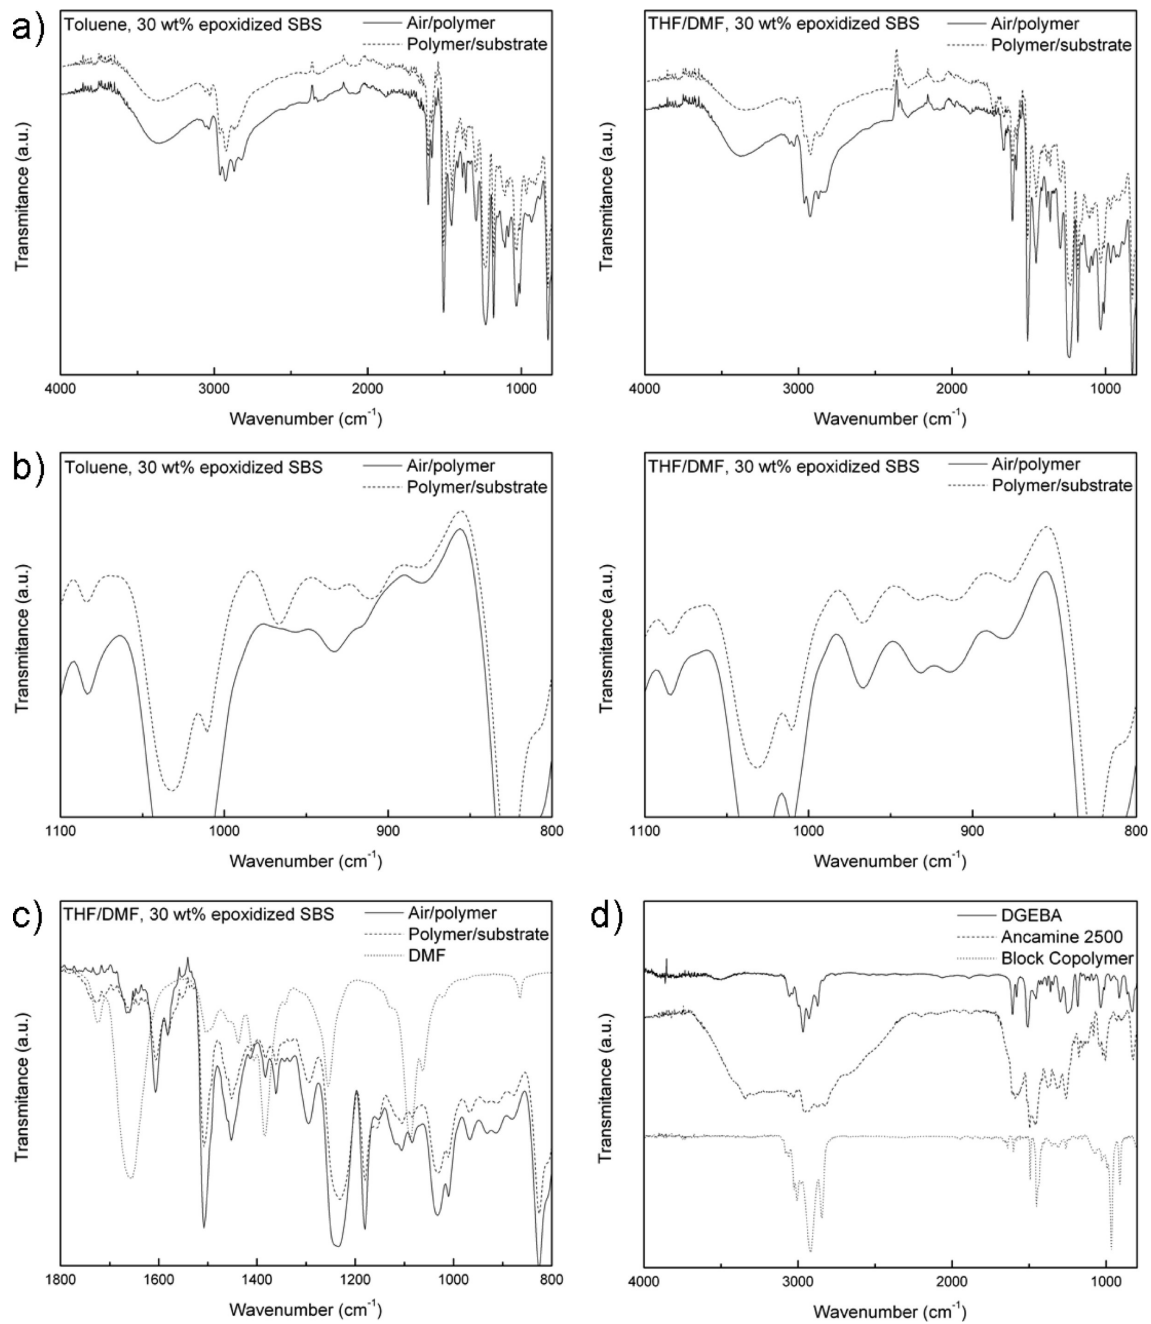 a)
Toluene, 30 wt% epoxidized SBS
Air/polymer
Polymer/substrate
Transmitance (a.u.)
4000 3000 2000 1000
Wavenumber (cm⁻¹)
THF/DMF, 30 wt% epoxidized SBS
Air/polymer
Polymer/substrate
Transmitance (a.u.)
4000 3000 2000 1000
Wavenumber (cm⁻¹)
b)
Toluene, 30 wt% epoxidized SBS
Air/polymer
Polymer/substrate
Transmitance (a.u.)
1100 1000 900 800
Wavenumber (cm⁻¹)
THF/DMF, 30 wt% epoxidized SBS
Air/polymer
Polymer/substrate
Transmitance (a.u.)
1100 1000 900 800
Wavenumber (cm⁻¹)
c)
THF/DMF, 30 wt% epoxidized SBS
Air/polymer
Polymer/substrate
DMF
Transmitance (a.u.)
1800 1600 1400 1200 1000 800
Wavenumber (cm⁻¹)
d)
DGEBA
Ancamine 2500
Block Copolymer
Transmitance (a.u.)
4000 3000 2000 1000
Wavenumber (cm⁻¹)